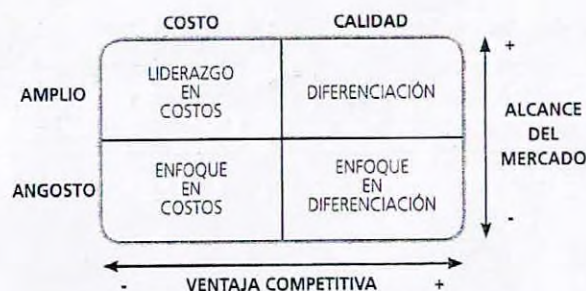 COSTO CALIDAD
+
AMPLIO
LIDERAZGO
EN
COSTOS
DIFERENCIACIÓN
ALCANCE
DEL
MERCADO
ANGOSTO
ENFOQUE
EN
COSTOS
ENFOQUE
EN
DIFERENCIACIÓN
-
- VENTAJA COMPETITIVA +